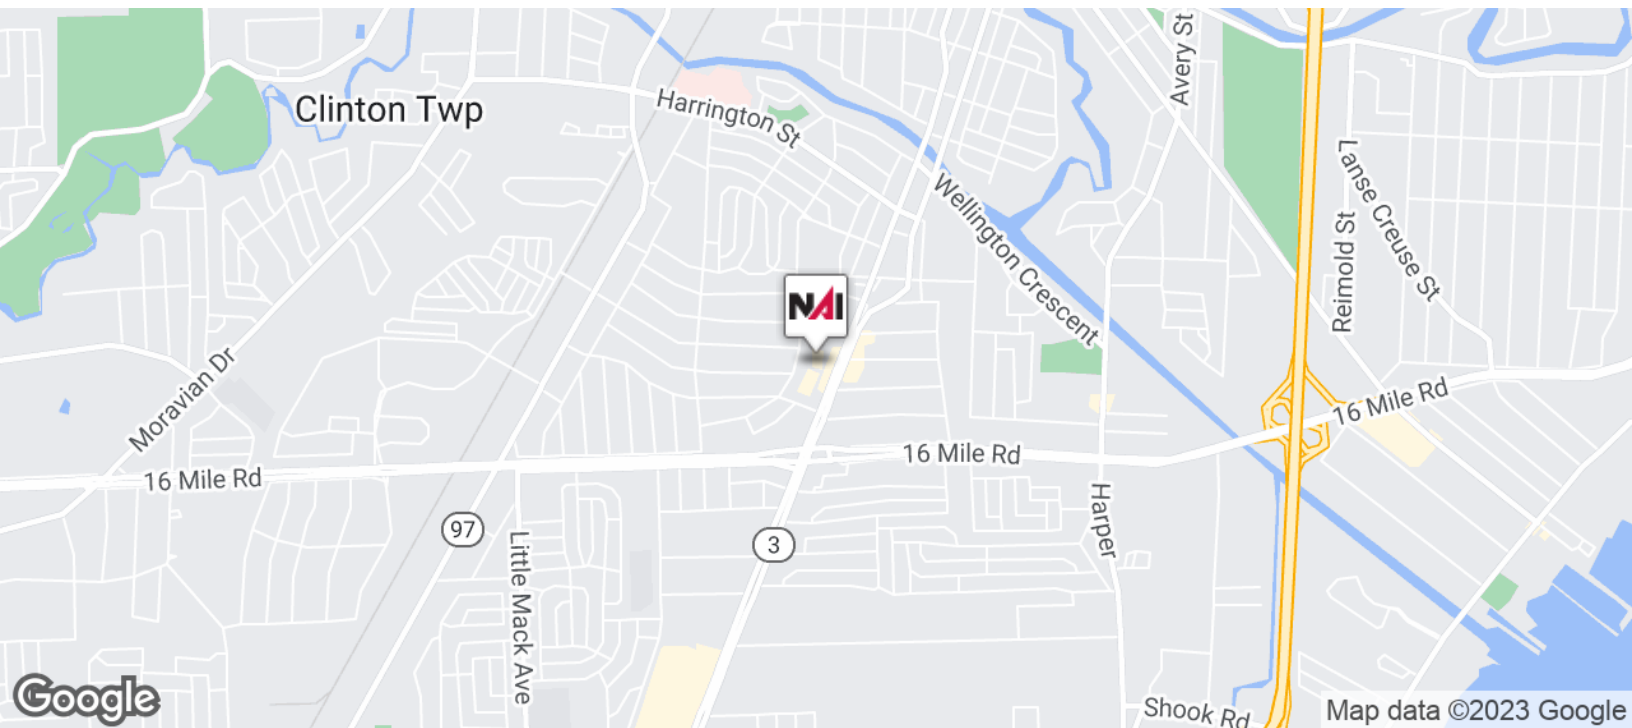 Avery St
Clinton Twp
Harrington St
Lanse Creuse St
Wellington Crescent
Reimold St
NAI
Moravian Dr
16 Mile Rd
16 Mile Rd
16 Mile Rd
97
3
Harper
Little Mack Ave
Google
Shook Rd
Map data ©2023 Google